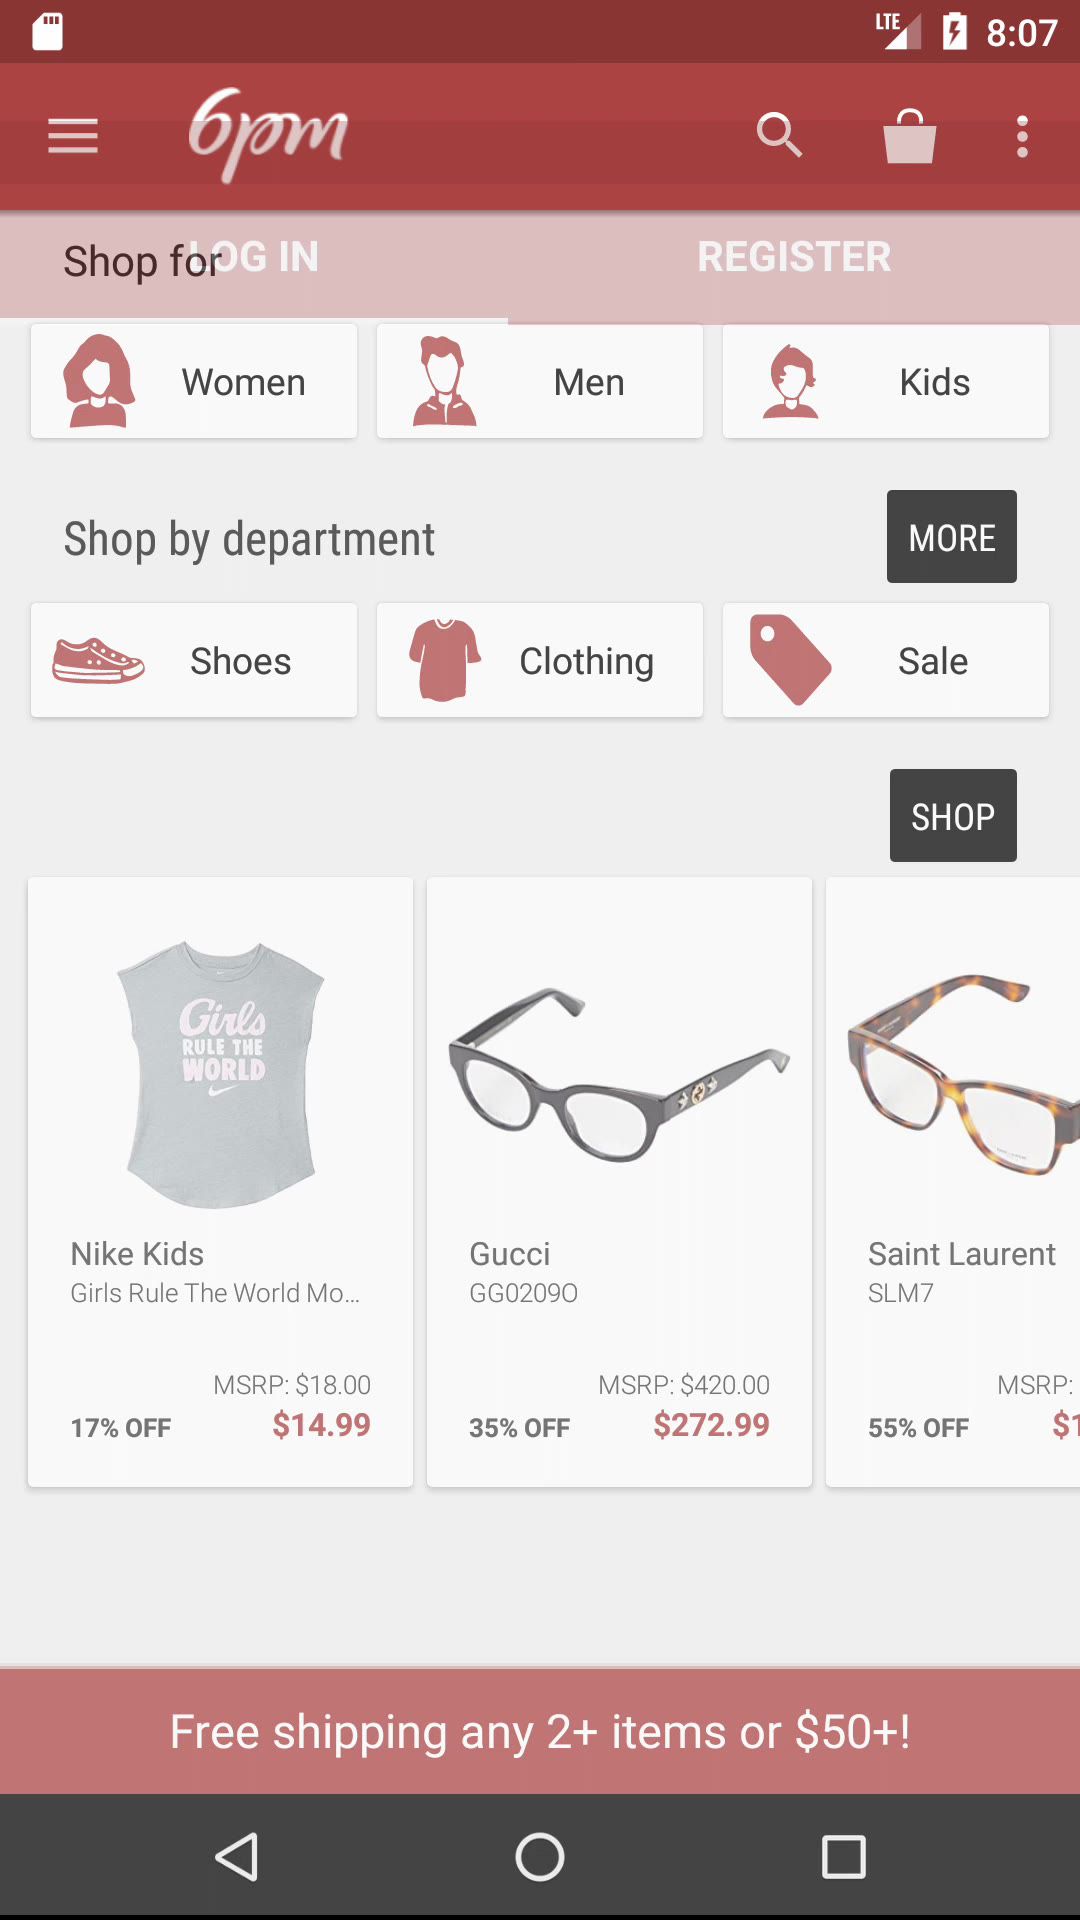 LTE 8:07
6pm
Shop for
LOG IN REGISTER
Women Men Kids
Shop by department MORE
Shoes Clothing Sale
SHOP
Girls
RULE THE
WORLD
Nike Kids Gucci Saint Laurent
Girls Rule The World Mo... GG0209O SLM7
MSRP: $18.00 MSRP: $420.00 MSRP:
17% OFF $14.99 35% OFF $272.99 55% OFF $1
Free shipping any 2+ items or $50+!